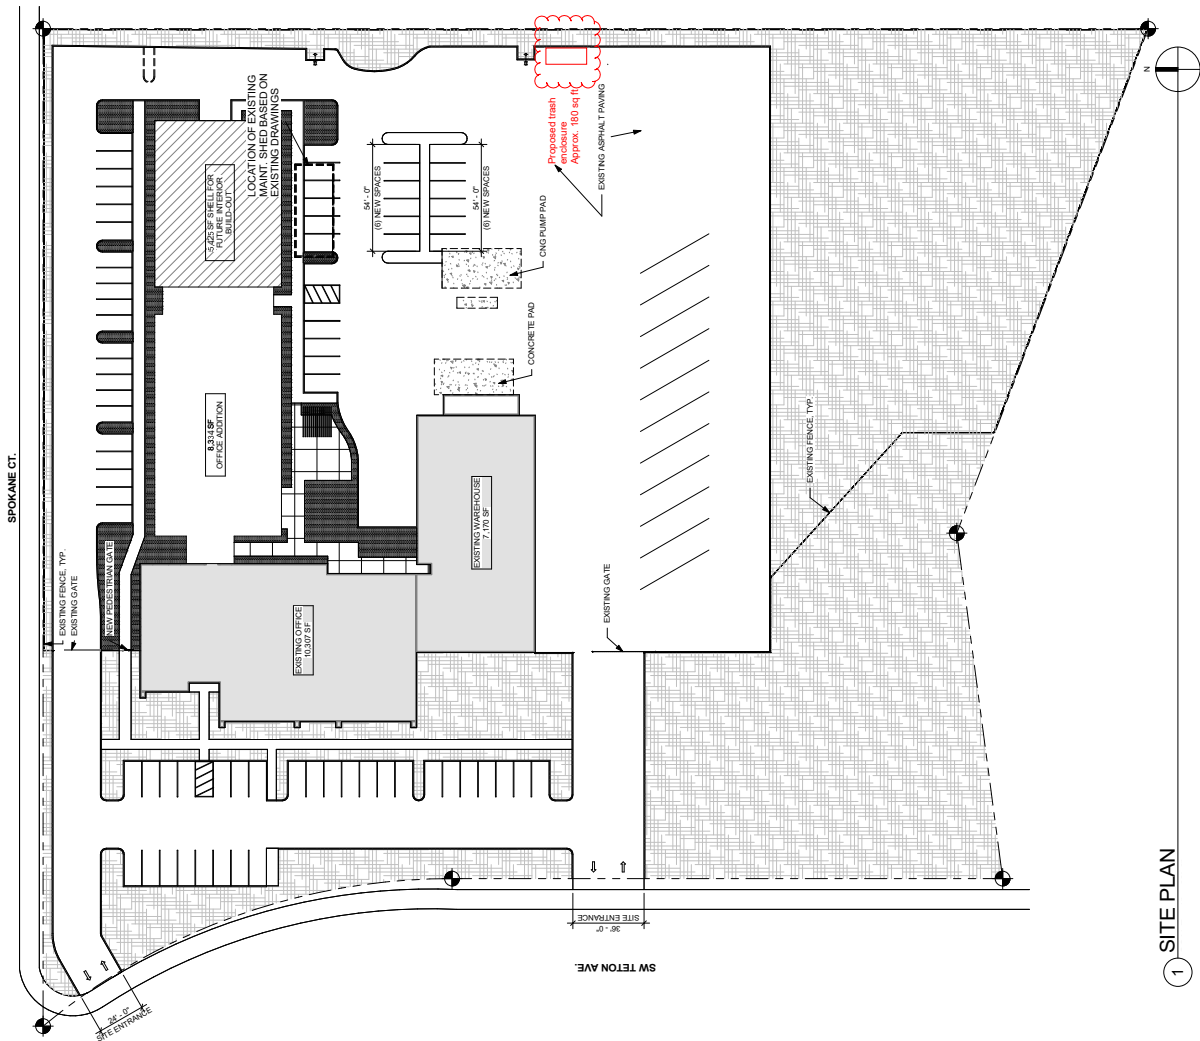 SPOKANE CT.
EXISTING FENCE, TYP.
EXISTING GATE
NEW PEDESTRIAN GATE
5,425 SF SHELL FOR
FUTURE INTERIOR
BUILD-OUT
LOCATION OF EXISTING
MAINT. SHED BASED ON
EXISTING DRAWINGS
8,334 SF
OFFICE ADDITION
EXISTING OFFICE
10,307 SF
EXISTING WAREHOUSE
7,170 SF
54' - 0"
(6) NEW SPACES
54' - 0"
(6) NEW SPACES
CNG PUMP PAD
CONCRETE PAD
Proposed trash
enclosure
Approx. 180 sq ft
EXISTING ASPHALT PAVING
EXISTING GATE
EXISTING FENCE, TYP.
N
24' - 0"
SITE ENTRANCE
36' - 0"
SITE ENTRANCE
SW TETON AVE.
1
SITE PLAN